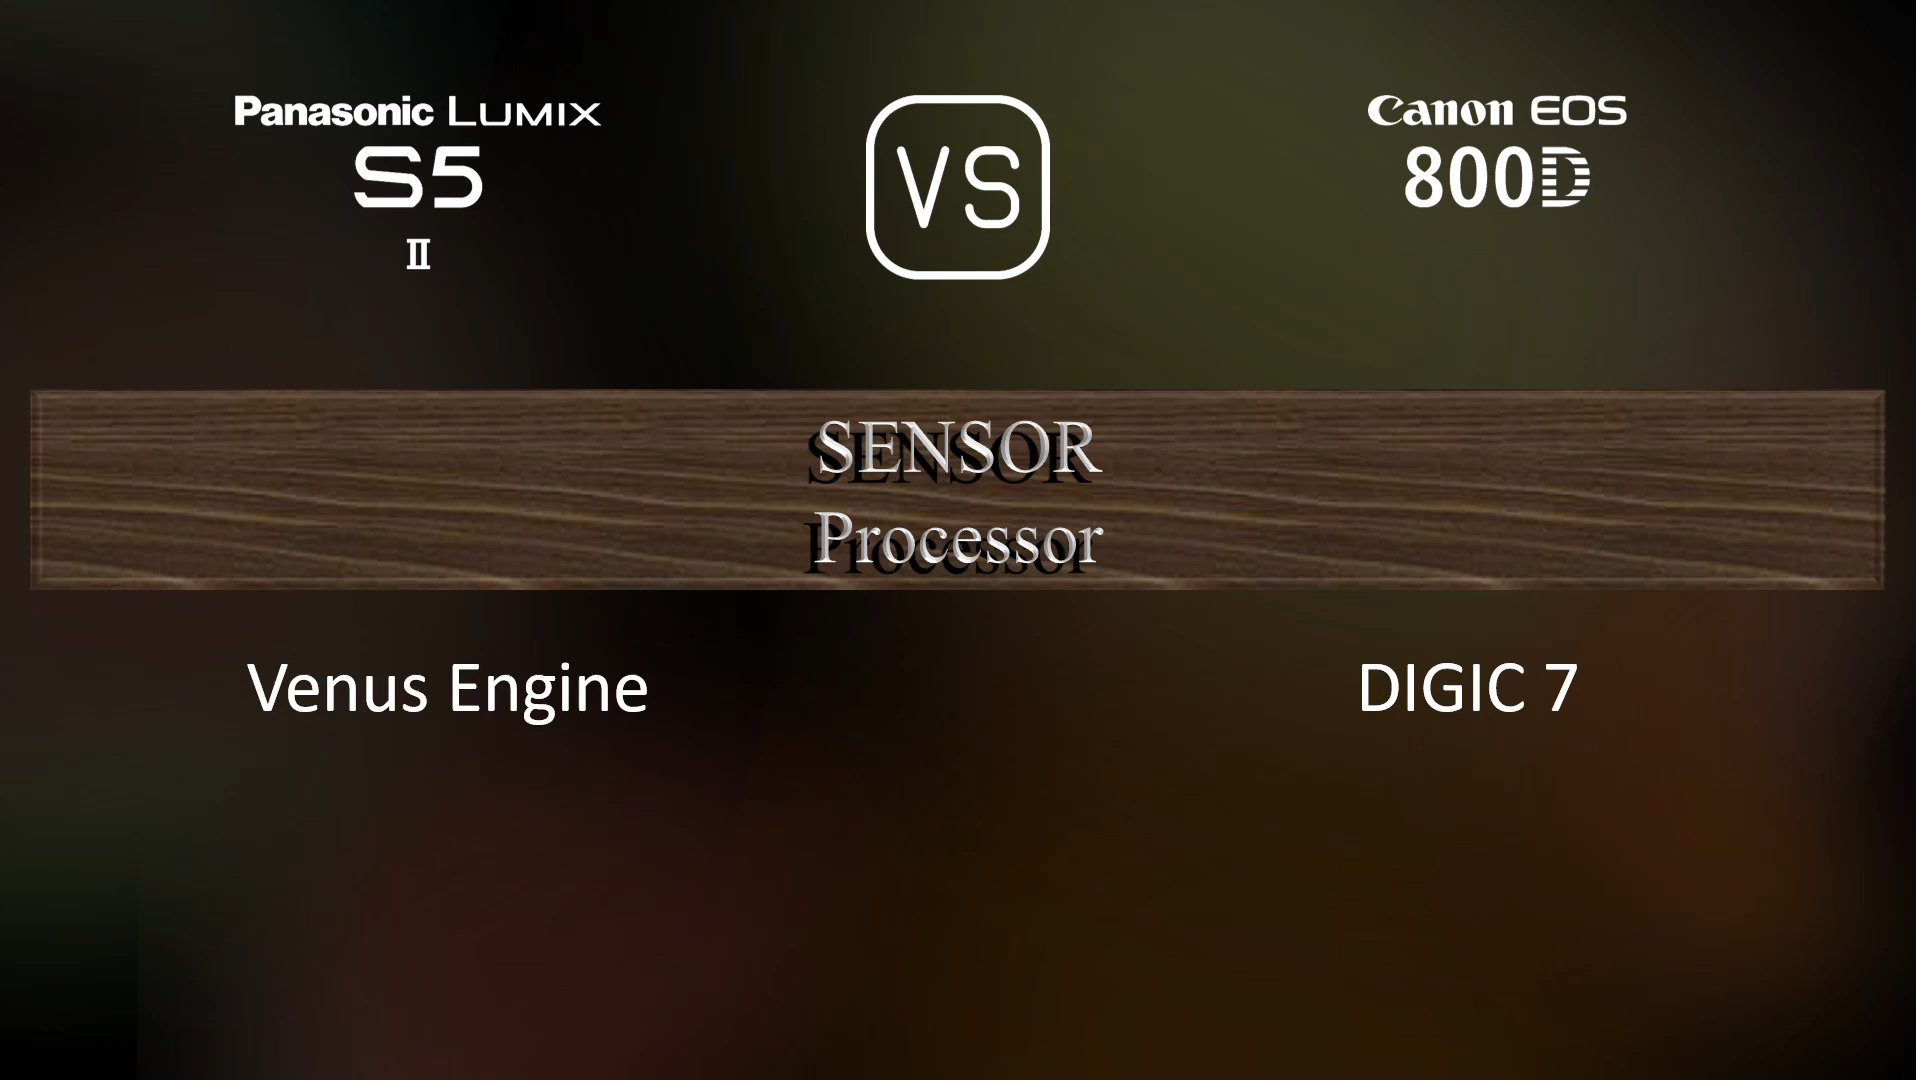 Panasonic LUMIX
S5
II
VS
Canon EOS
800D
SENSOR
Processor
Venus Engine
DIGIC 7